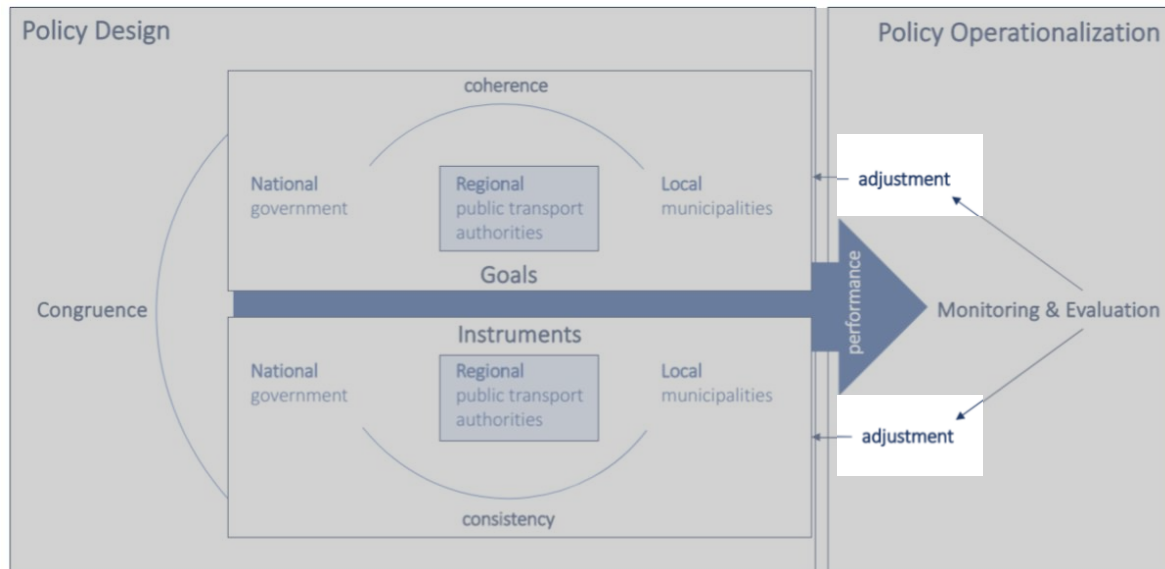 Policy Design
Policy Operationalization
coherence
National
government
Regional
public transport
authorities
Local
municipalities
Goals
adjustment
Congruence
performance
Monitoring & Evaluation
Instruments
National
government
Regional
public transport
authorities
Local
municipalities
adjustment
consistency